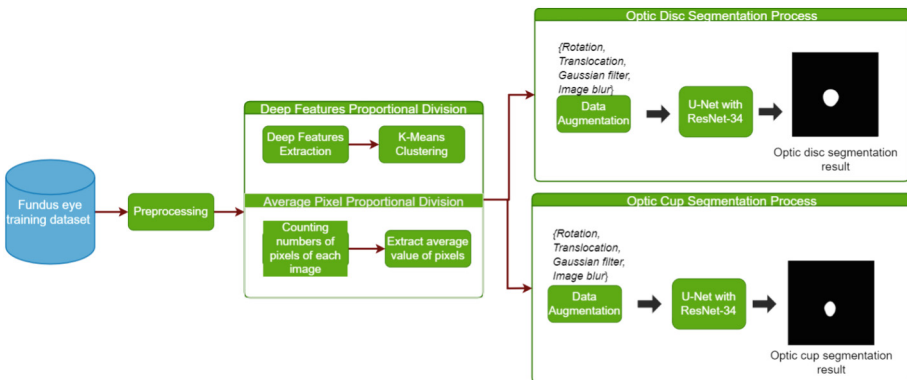 Fundus eye
training dataset
Preprocessing
Deep Features Proportional Division
Deep Features
Extraction
K-Means
Clustering
Average Pixel Proportional Division
Counting
numbers of
pixels of each
image
Extract average
value of pixels
Optic Disc Segmentation Process
{Rotation,
Translocation,
Gaussian filter,
Image blur}
Data
Augmentation
U-Net with
ResNet-34
Optic disc segmentation
result
Optic Cup Segmentation Process
{Rotation,
Translocation,
Gaussian filter,
Image blur}
Data
Augmentation
U-Net with
ResNet-34
Optic cup segmentation
result